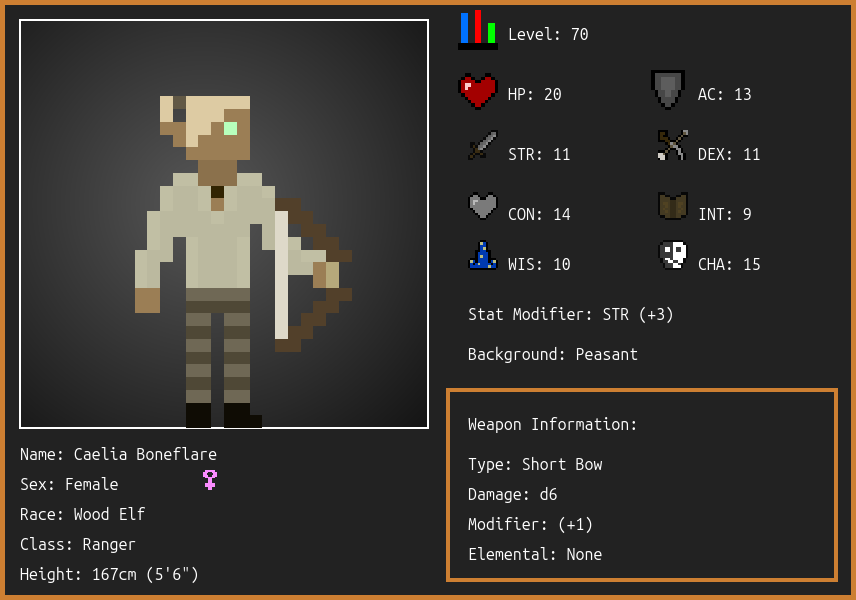 Level: 70
HP: 20
AC: 13
STR: 11
DEX: 11
CON: 14
INT: 9
WIS: 10
CHA: 15
Stat Modifier: STR (+3)
Background: Peasant
Weapon Information:
Type: Short Bow
Damage: d6
Modifier: (+1)
Elemental: None
Name: Caelia Boneflare
Sex: Female
Race: Wood Elf
Class: Ranger
Height: 167cm (5'6")